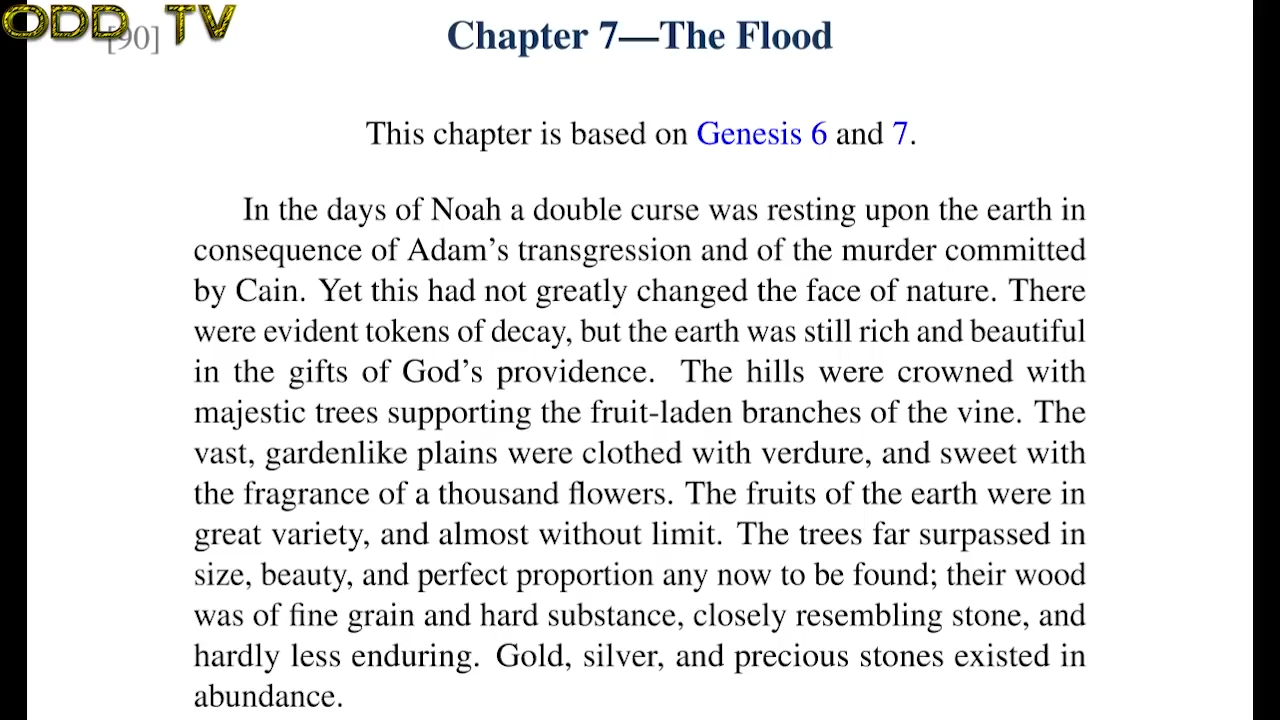 ODD TV
[90]
Chapter 7—The Flood
This chapter is based on Genesis 6 and 7.
In the days of Noah a double curse was resting upon the earth in
consequence of Adam’s transgression and of the murder committed
by Cain. Yet this had not greatly changed the face of nature. There
were evident tokens of decay, but the earth was still rich and beautiful
in the gifts of God’s providence. The hills were crowned with
majestic trees supporting the fruit-laden branches of the vine. The
vast, gardenlike plains were clothed with verdure, and sweet with
the fragrance of a thousand flowers. The fruits of the earth were in
great variety, and almost without limit. The trees far surpassed in
size, beauty, and perfect proportion any now to be found; their wood
was of fine grain and hard substance, closely resembling stone, and
hardly less enduring. Gold, silver, and precious stones existed in
abundance.